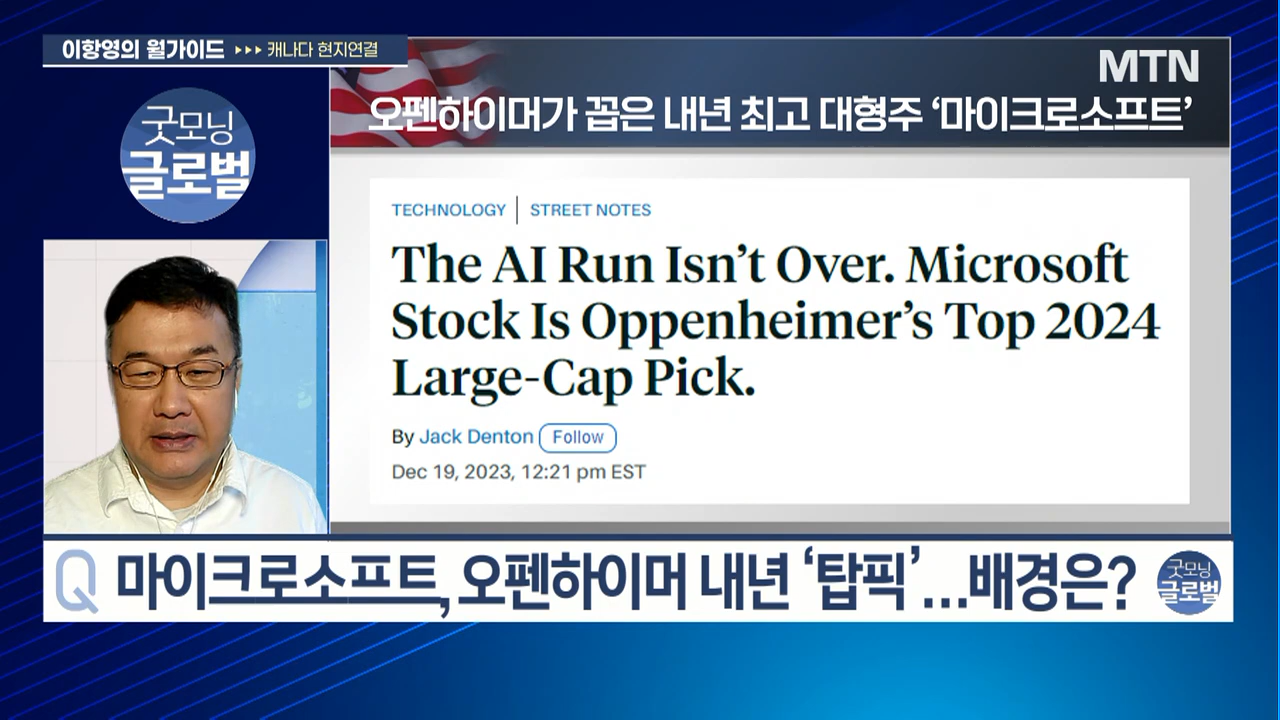 이항영의 월가이드 ▸▸▸ 캐나다 현지연결
MTN
굿모닝
글로벌
오펜하이머가 꼽은 내년 최고 대형주 ‘마이크로소프트’
TECHNOLOGY | STREET NOTES
The AI Run Isn’t Over. Microsoft
Stock Is Oppenheimer’s Top 2024
Large-Cap Pick.
By Jack Denton Follow
Dec 19, 2023, 12:21 pm EST
Q 마이크로소프트, 오펜하이머 내년 ‘탑픽’...배경은?
굿모닝
글로벌